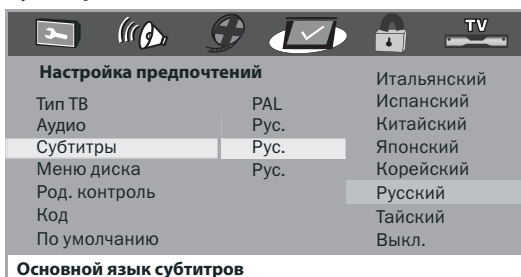 TV
Настройка предпочтений
Тип ТВ PAL
Аудио Рус.
Субтитры Рус.
Меню диска Рус.
Род. контроль
Код
По умолчанию
Итальянский
Испанский
Китайский
Японский
Корейский
Русский
Тайский
Выкл.
Основной язык субтитров